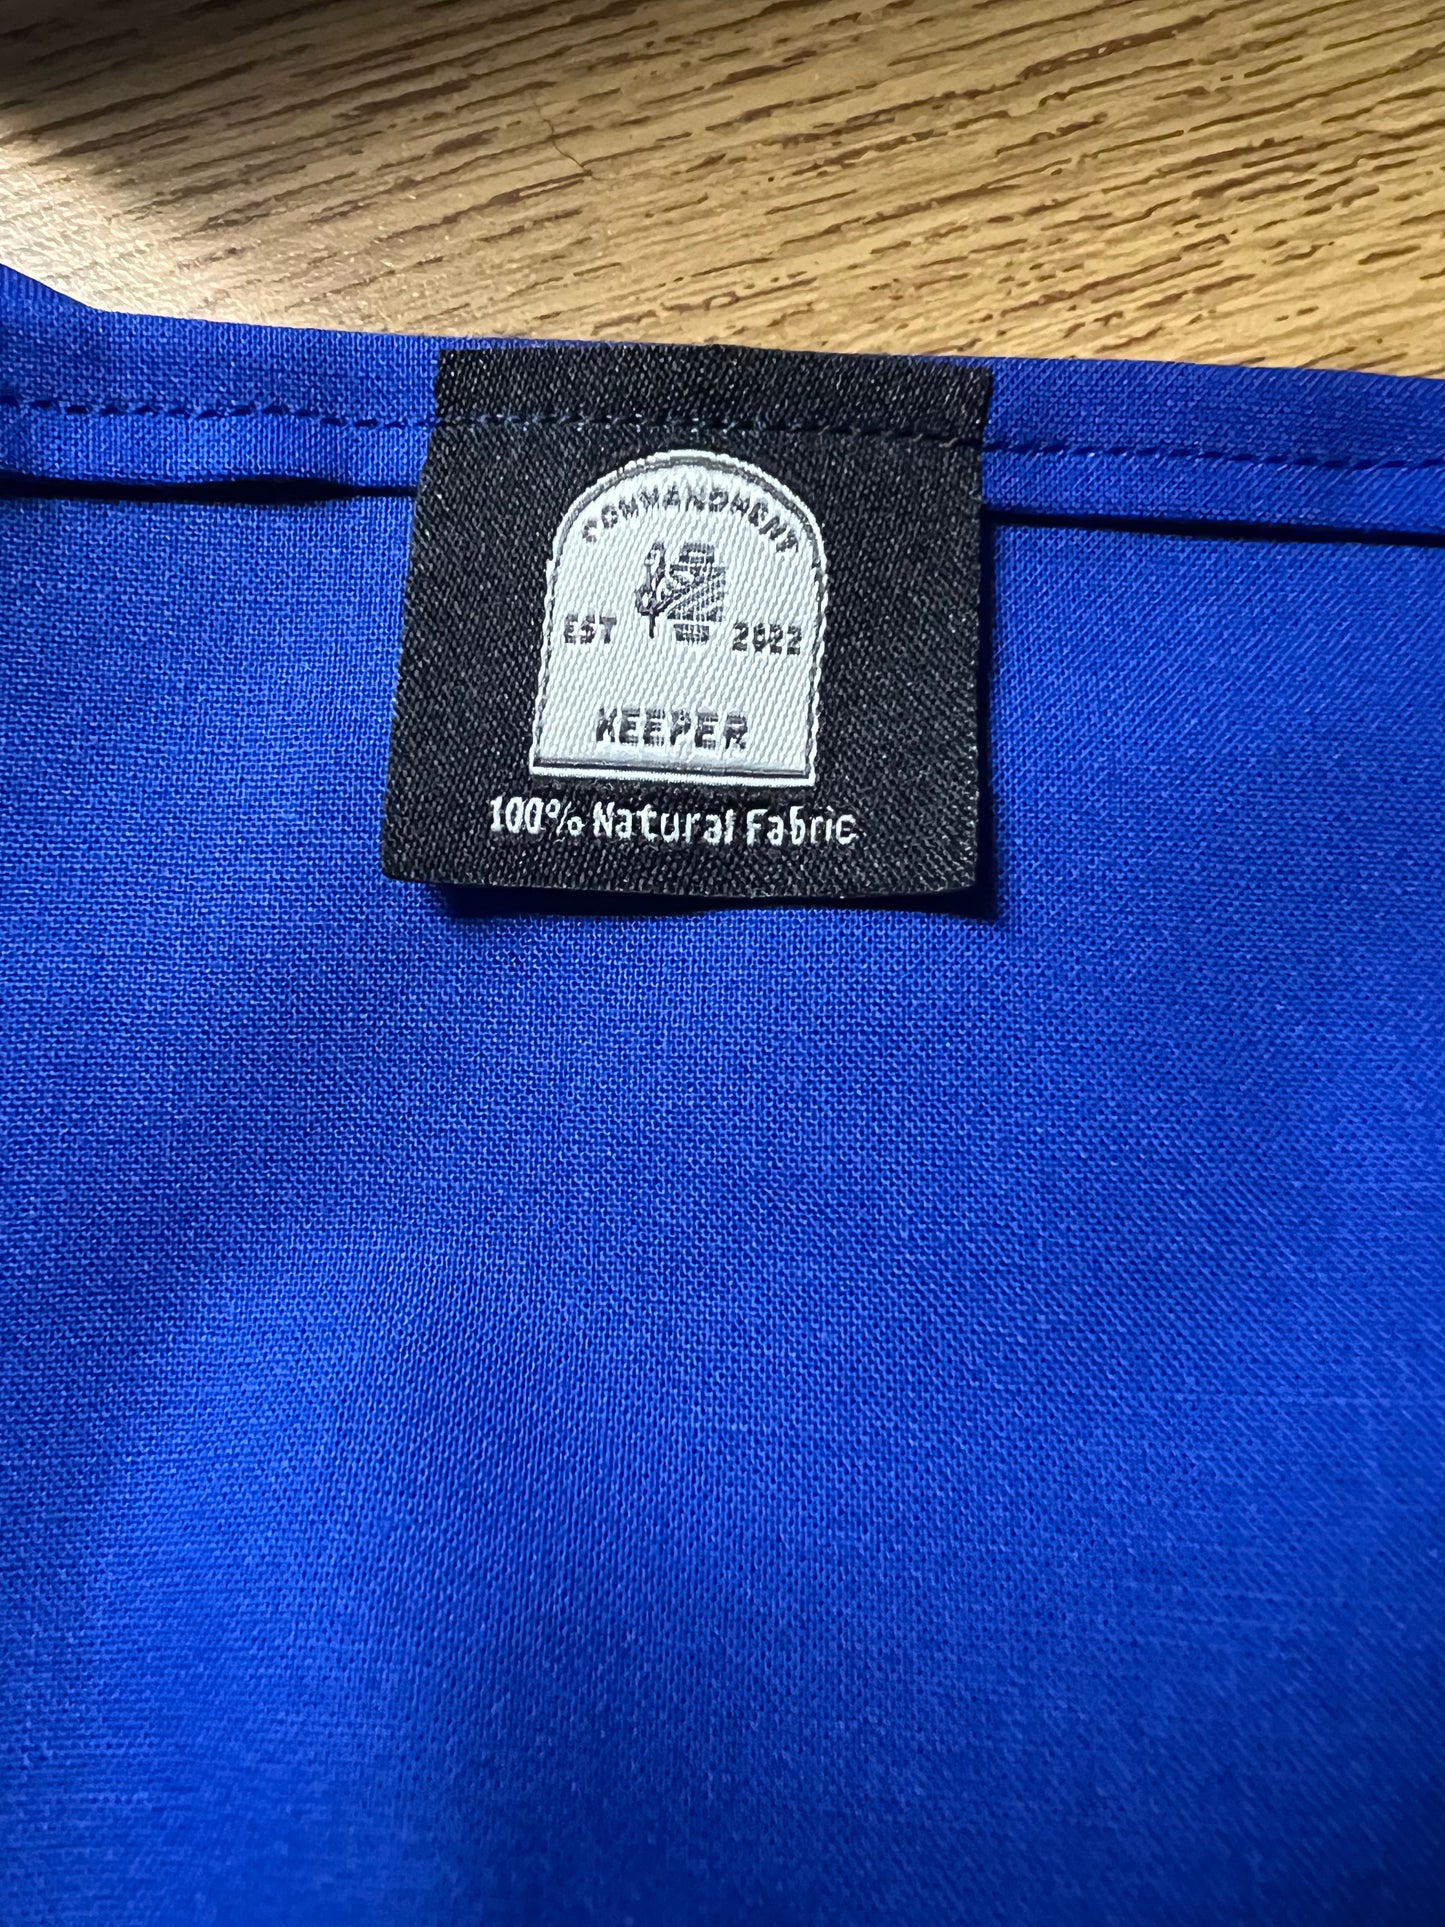 COMMANDMENT
EST 2022
KEEPER
100% Natural Fabric